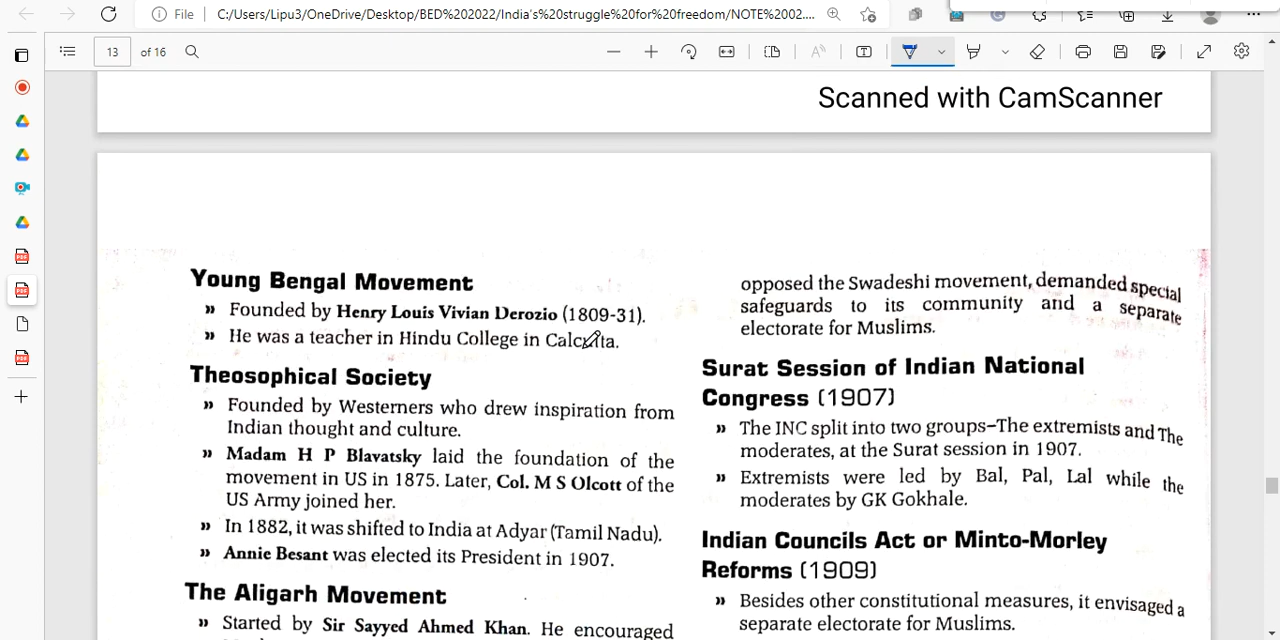 File
C:/Users/Lipu3/OneDrive/Desktop/BED%202022/India's%20struggle%20for%20freedom/NOTE%2002....
13 of 16
Scanned with CamScanner
Young Bengal Movement
» Founded by Henry Louis Vivian Derozio (1809-31).
» He was a teacher in Hindu College in Calcutta.
Theosophical Society
» Founded by Westerners who drew inspiration from
Indian thought and culture.
» Madam H P Blavatsky laid the foundation of the
movement in US in 1875. Later, Col. M S Olcott of the
US Army joined her.
» In 1882, it was shifted to India at Adyar (Tamil Nadu).
» Annie Besant was elected its President in 1907.
The Aligarh Movement
» Started by Sir Sayyed Ahmed Khan. He encouraged
opposed the Swadeshi movement, demanded special
safeguards to its community and a separate
electorate for Muslims.
Surat Session of Indian National
Congress (1907)
» The INC split into two groups–The extremists and The
moderates, at the Surat session in 1907.
» Extremists were led by Bal, Pal, Lal while the
moderates by GK Gokhale.
Indian Councils Act or Minto-Morley
Reforms (1909)
» Besides other constitutional measures, it envisaged a
separate electorate for Muslims.